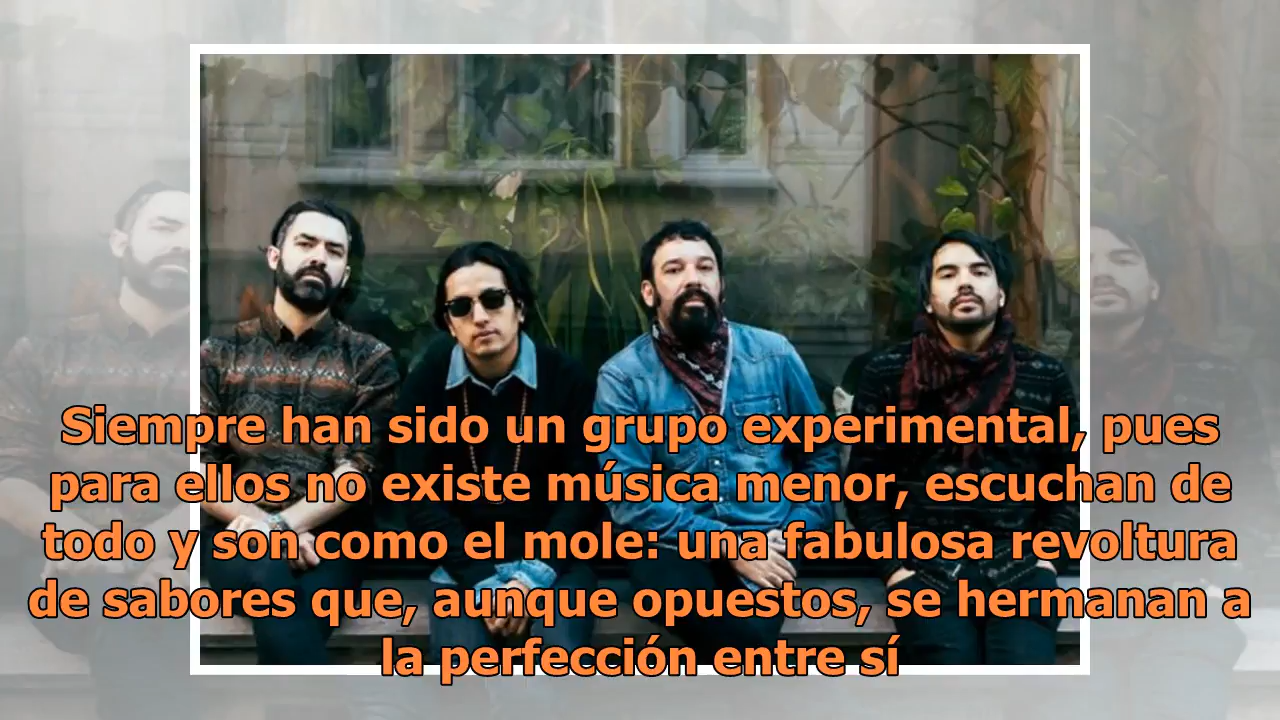 Siempre han sido un grupo experimental, pues
para ellos no existe música menor, escuchan de
todo y son como el mole: una fabulosa revoltura
de sabores que, aunque opuestos, se hermanan a
la perfección entre sí